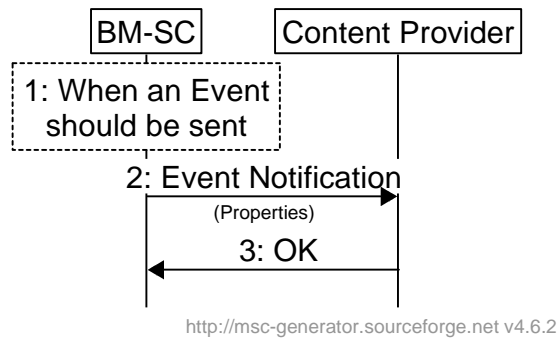 BM-SC
Content Provider
1: When an Event
should be sent
2: Event Notification
(Properties)
3: OK
http://msc-generator.sourceforge.net v4.6.2